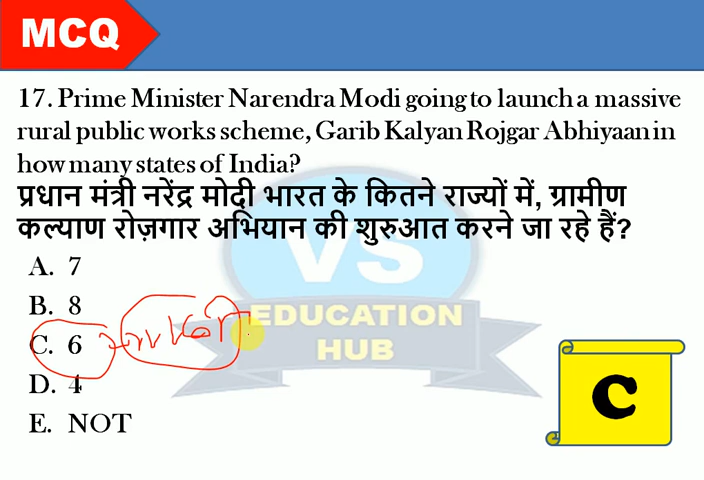 MCQ
17. Prime Minister Narendra Modi going to launch a massive
rural public works scheme, Garib Kalyan Rojgar Abhiyaan in
how many states of India?
प्रधान मंत्री नरेंद्र मोदी भारत के कितने राज्यों में, ग्रामीण
कल्याण रोज़गार अभियान की शुरुआत करने जा रहे हैं?
A. 7
B. 8
C. 6
D. 4
E. NOT
VS
EDUCATION
HUB
C